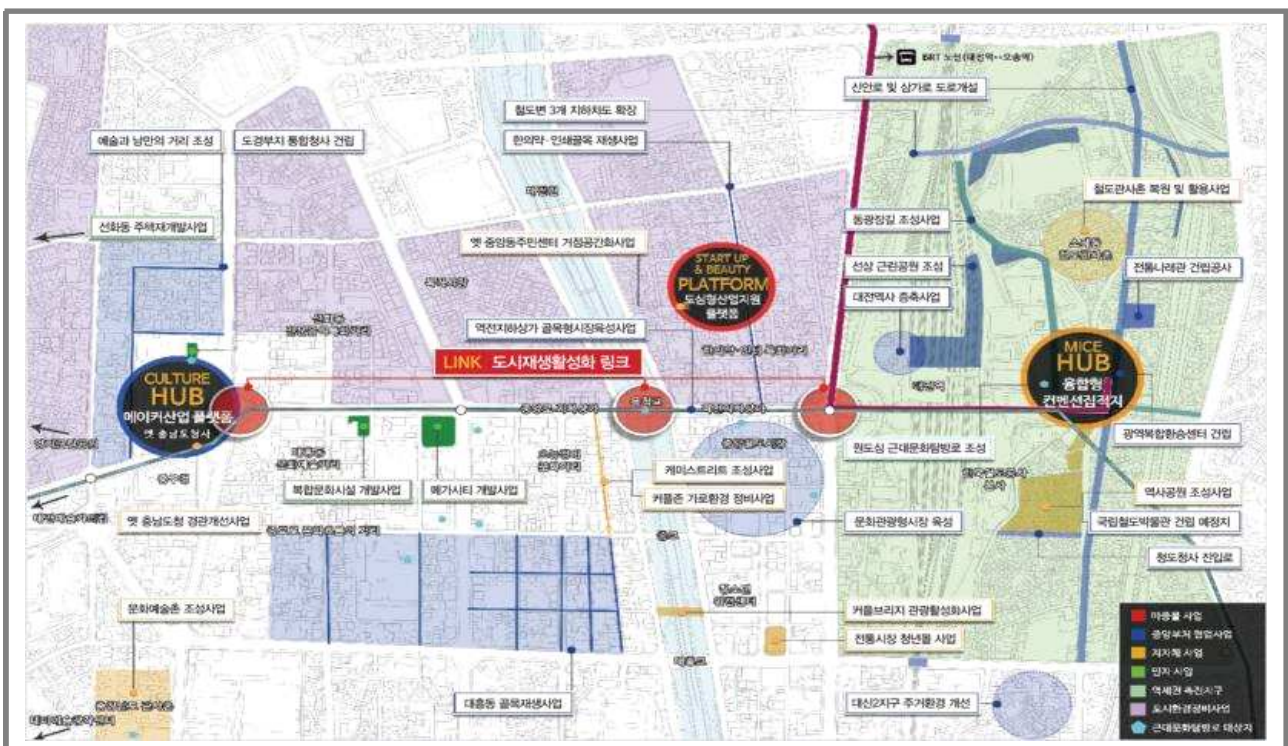 BRT 노선(대전역↔오송역)
신안로 및 삼가로 도로개설
철도변 3개 지하차도 확장
한의약·인쇄골목 재생사업
예술과 낭만의 거리 조성
도경부지 통합청사 건립
철도관사촌 복원 및 활용사업
선화동 주택재개발사업
동광장길 조성사업
옛 중앙동주민센터 거점공간화사업
START UP
& BEAUTY
PLATFORM
도심형산업지원
플랫폼
선상 근린공원 조성
전통나래관 건립공사
대전역사 증축사업
역전지하상가 골목형시장육성사업
LINK 도시재생활성화 링크
MICE
HUB
융합형
컨벤션집적지
CULTURE
HUB
메이커산업 플랫폼
옛 충남도청사
대전역
목척교
원도심 근대문화탐방로 조성
광역복합환승센터 건립
케미스트리트 조성사업
복합문화시설 개발사업
메가시티 개발사업
커플존 가로환경 정비사업
역사공원 조성사업
옛 충남도청 경관개선사업
문화관광형시장 육성
국립철도박물관 건립 예정지
철도청사 진입로
문화예술촌 조성사업
커플브리지 관광활성화사업
전통시장 청년몰 사업
대흥동 골목재생사업
대신2지구 주거환경 개선
마중물 사업
중앙부처 협업사업
지자체 사업
민자 사업
역세권 촉진지구
도시환경정비사업
근대문화탐방로 대상지